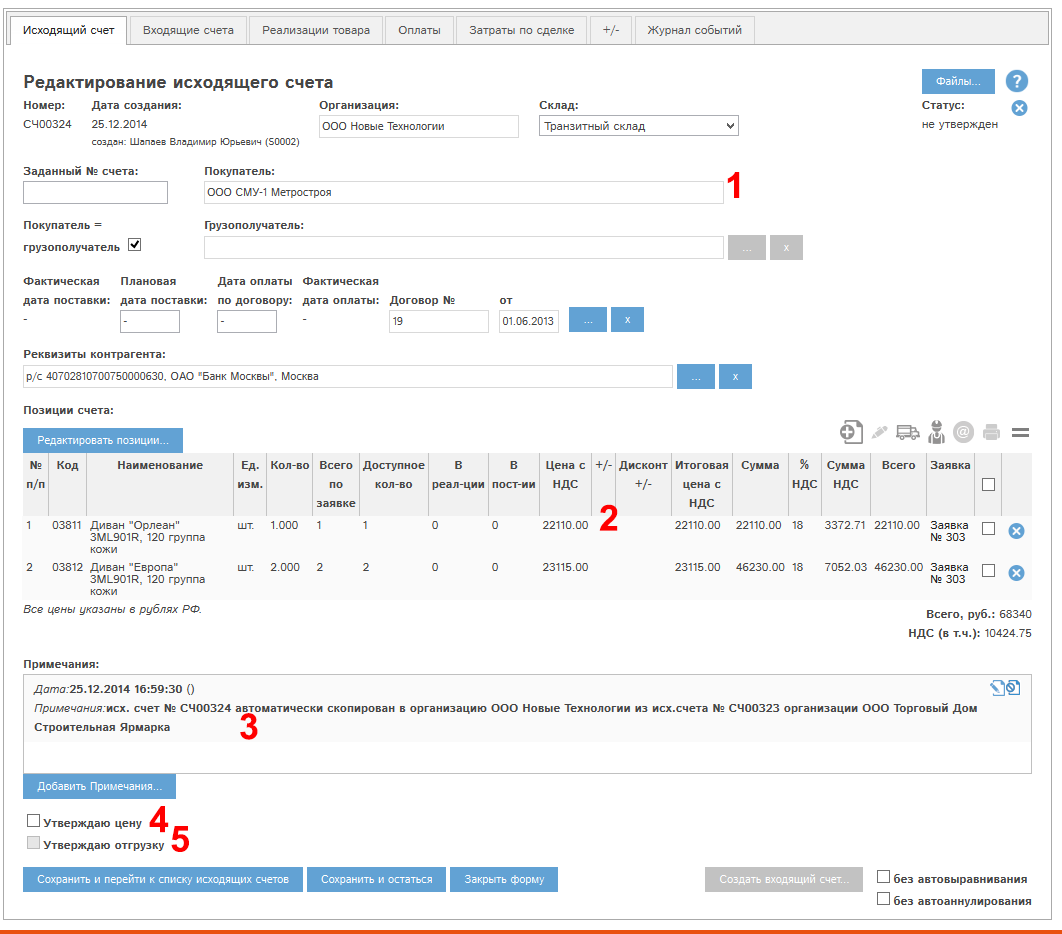 Исходящий счет Входящие счета Реализации товара Оплаты Затраты по сделке +/- Журнал событий
Редактирование исходящего счета Файлы... ?
Номер: Дата создания: Организация: Склад: Статус:
СЧ00324 25.12.2014 ООО Новые Технологии Транзитный склад не утвержден
создан: Шапаев Владимир Юрьевич (S0002)
Заданный № счета: Покупатель:
ООО СМУ-1 Метростроя 1
Покупатель = Грузополучатель:
грузополучатель ... x
Фактическая Плановая Дата оплаты Фактическая
дата поставки: дата поставки: по договору: дата оплаты: Договор № от
- - - - 19 01.06.2013 ... x
Реквизиты контрагента:
р/с 40702810700750000630, ОАО "Банк Москвы", Москва ... x
Позиции счета:
Редактировать позиции... @
№ Код Наименование Ед. Кол-во Всего Доступное В В Цена с +/- Дисконт Итоговая Сумма % Сумма Всего Заявка
п/п изм. по кол-во реал-ции пост-ии НДС +/- цена с НДС НДС
заявке НДС
1 03811 Диван "Орлеан" шт. 1.000 1 1 0 0 22110.00 2 22110.00 22110.00 18 3372.71 22110.00 Заявка
3ML901R, 120 группа № 303
кожи
2 03812 Диван "Европа" шт. 2.000 2 2 0 0 23115.00 23115.00 46230.00 18 7052.03 46230.00 Заявка
3ML901R, 120 группа № 303
кожи
Все цены указаны в рублях РФ. Всего, руб.: 68340
НДС (в т.ч.): 10424.75
Примечания:
Дата:25.12.2014 16:59:30 ()
Примечания:исх. счет № СЧ00324 автоматически скопирован в организацию ООО Новые Технологии из исх.счета № СЧ00323 организации ООО Торговый Дом
Строительная Ярмарка 3
Добавить Примечания...
Утверждаю цену 4
Утверждаю отгрузку 5
Сохранить и перейти к списку исходящих счетов Сохранить и остаться Закрыть форму Создать входящий счет... без автовыравнивания
без автоаннулирования